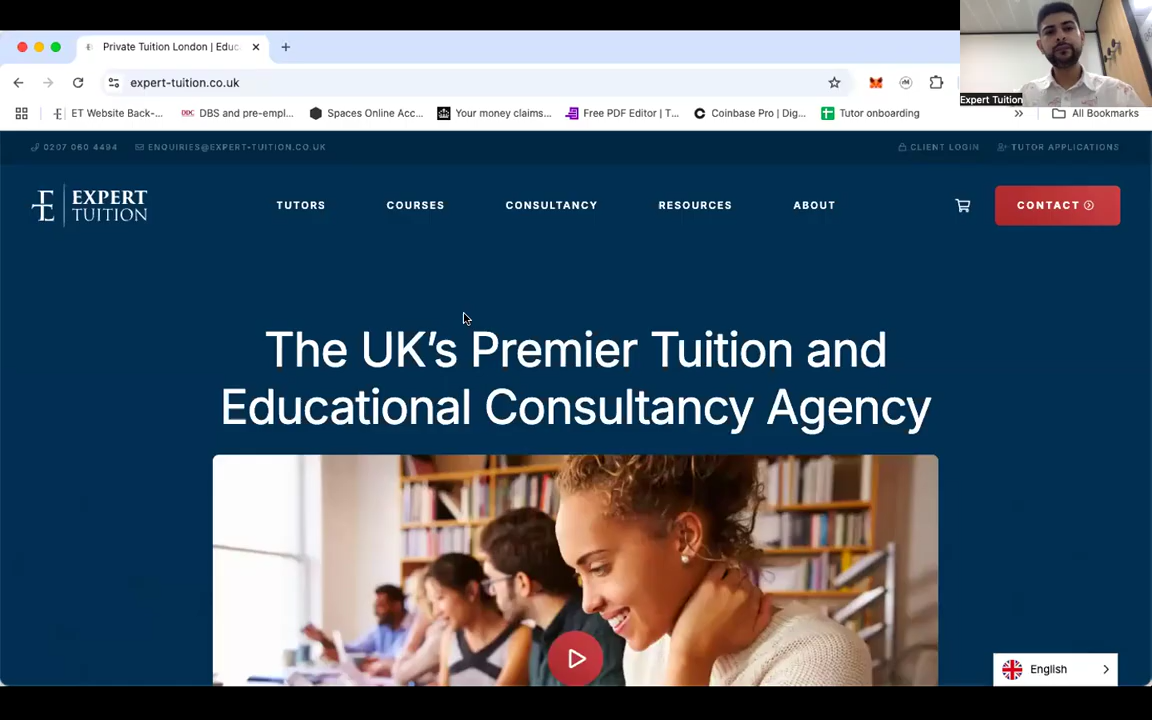 Private Tuition London | Educ
expert-tuition.co.uk
Expert Tuition
ET Website Back-...
DBS and pre-empl...
Spaces Online Acc...
Your money claims...
Free PDF Editor | T...
Coinbase Pro | Dig...
Tutor onboarding
»
All Bookmarks
0207 060 4494
ENQUIRIES@EXPERT-TUITION.CO.UK
CLIENT LOGIN
TUTOR APPLICATIONS
EXPERT
TUITION
TUTORS
COURSES
CONSULTANCY
RESOURCES
ABOUT
CONTACT
The UK's Premier Tuition and
Educational Consultancy Agency
English